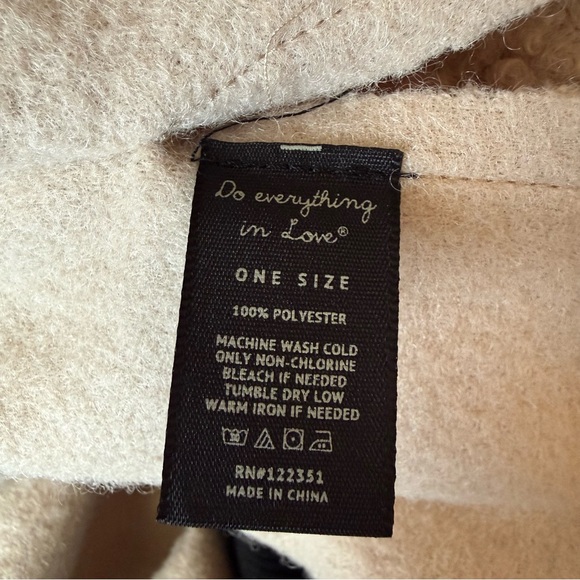 Do everything
in Love®
ONE SIZE
100% POLYESTER
MACHINE WASH COLD
ONLY NON-CHLORINE
BLEACH IF NEEDED
TUMBLE DRY LOW
WARM IRON IF NEEDED
RN#122351
MADE IN CHINA